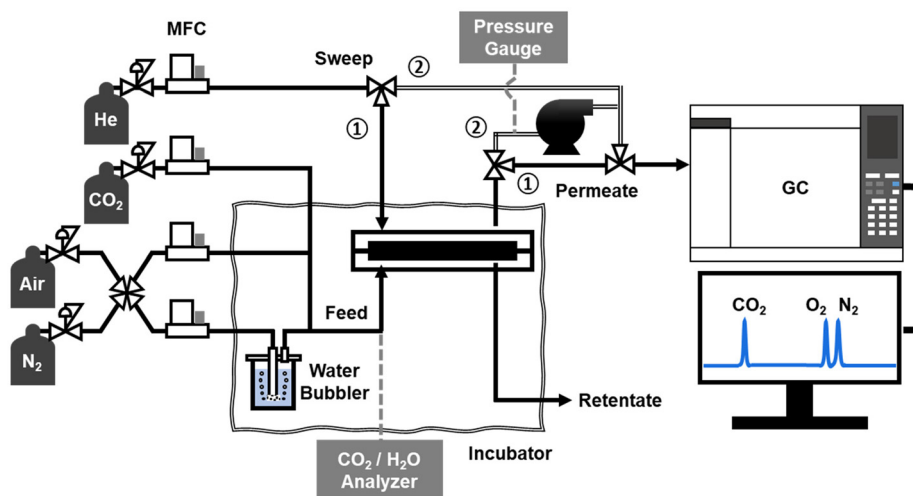 MFC
Pressure
Gauge
Sweep
②
He
①
②
①
Permeate
GC
CO₂
Air
Feed
CO₂
O₂
N₂
N₂
Water
Bubbler
Retentate
Incubator
CO₂ / H₂O
Analyzer